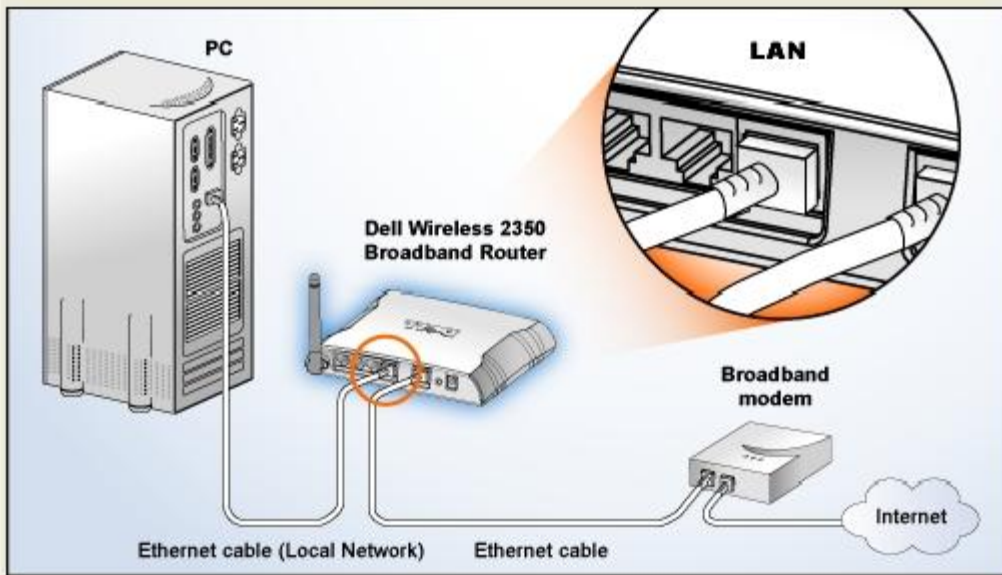 PC
LAN
Dell Wireless 2350
Broadband Router
Broadband
modem
Internet
Ethernet cable (Local Network)
Ethernet cable